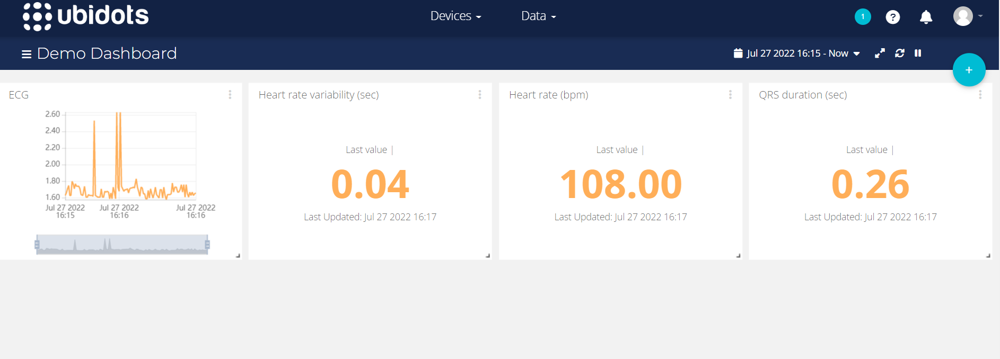 ubidots
Devices
Data
1
?
Demo Dashboard
Jul 27 2022 16:15 - Now
+
ECG
2.60
2.40
2.20
2.00
1.80
1.60
Jul 27 2022 Jul 27 2022 Jul 27 2022
16:15 16:16 16:16
Heart rate variability (sec)
Last value |
0.04
Last Updated: Jul 27 2022 16:17
Heart rate (bpm)
Last value |
108.00
Last Updated: Jul 27 2022 16:17
QRS duration (sec)
Last value |
0.26
Last Updated: Jul 27 2022 16:17